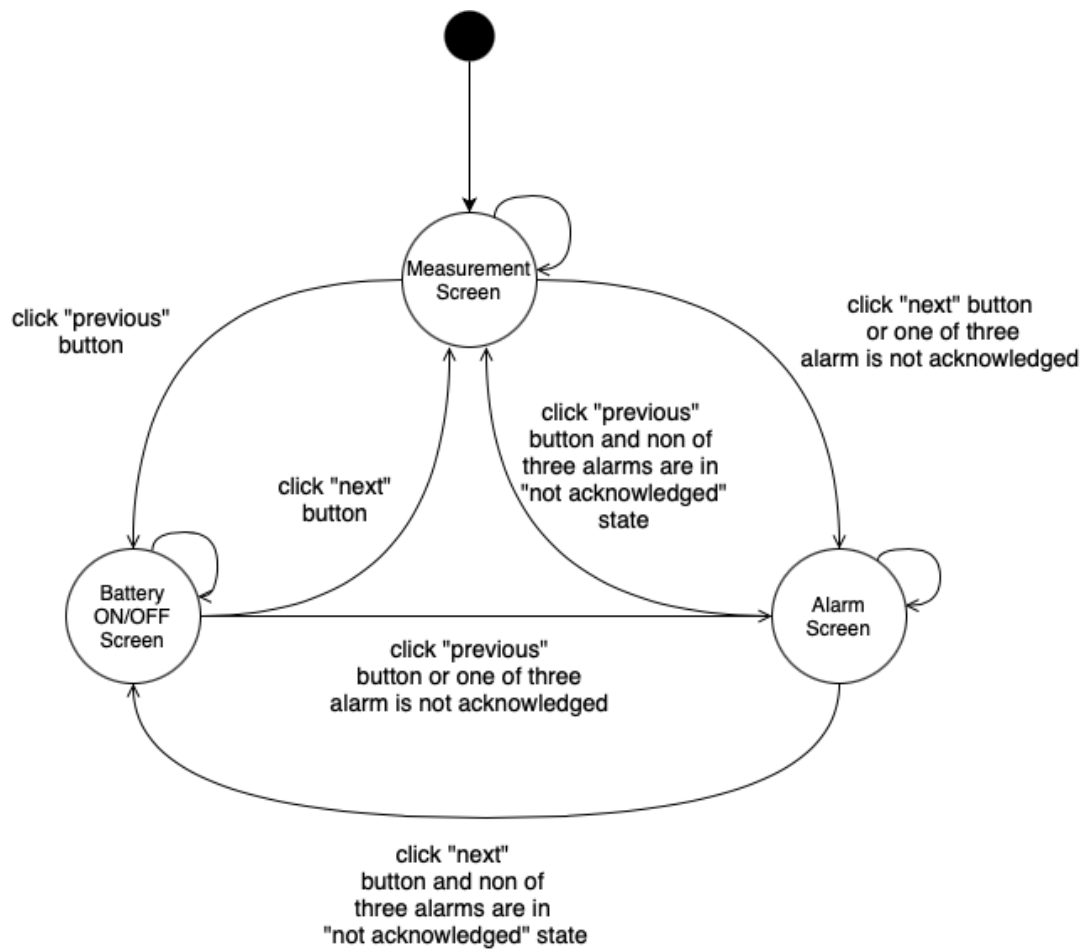 Measurement
Screen
click "previous"
button
click "next" button
or one of three
alarm is not acknowledged
click "previous"
button and non of
three alarms are in
"not acknowledged"
state
click "next"
button
Battery
ON/OFF
Screen
Alarm
Screen
click "previous"
button or one of three
alarm is not acknowledged
click "next"
button and non of
three alarms are in
"not acknowledged" state